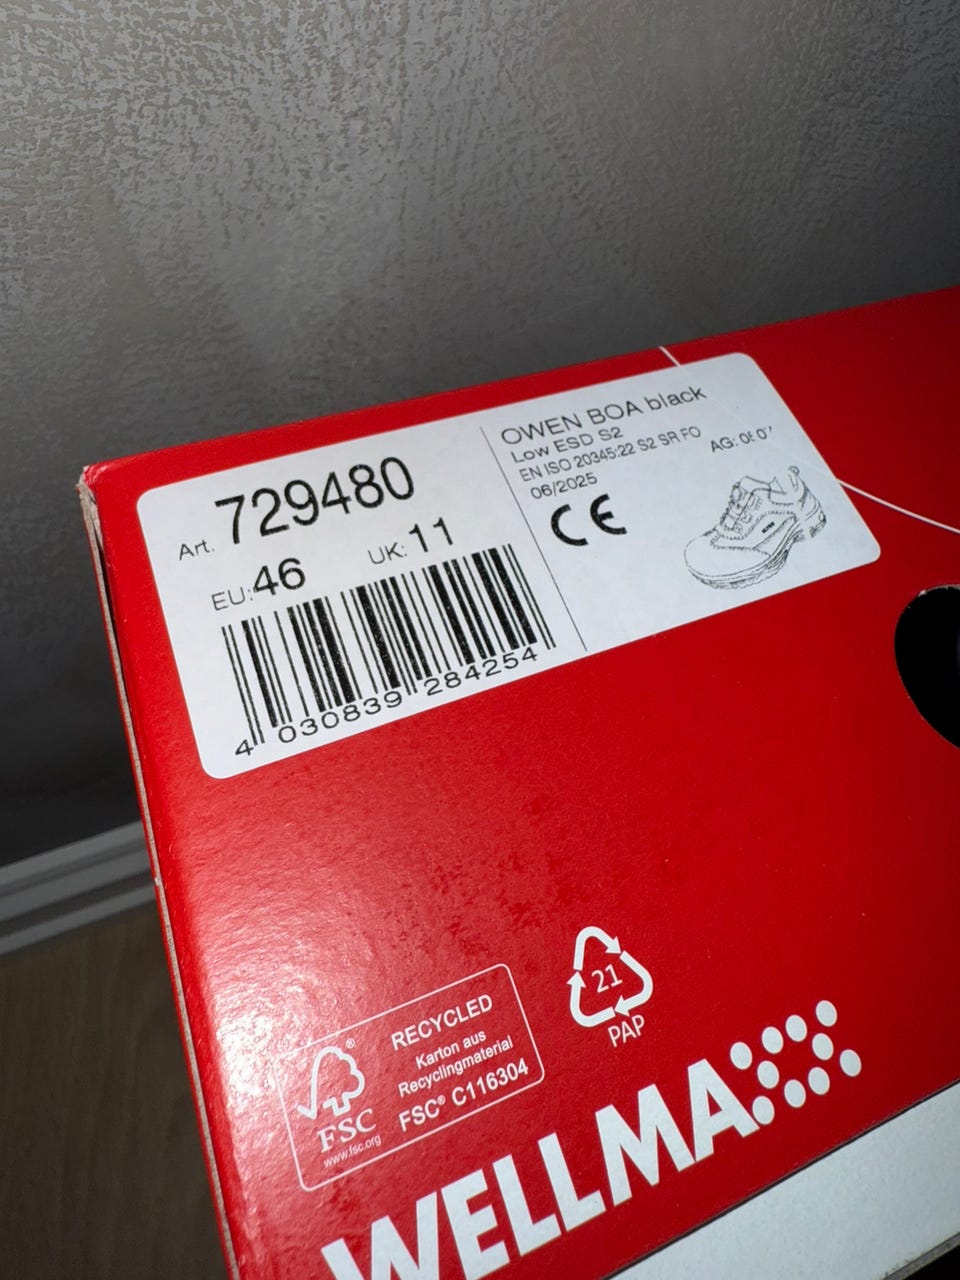 Art. 729480
EU: 46 UK: 11
4 030839 284254
OWEN BOA black
Low ESD S2
EN ISO 20345:22 S2 SR FO
06/2025
AG:
CE
RECYCLED
Karton aus
Recyclingmaterial
FSC® C116304
FSC
®
www.fsc.org
21
PAP
WELLMA